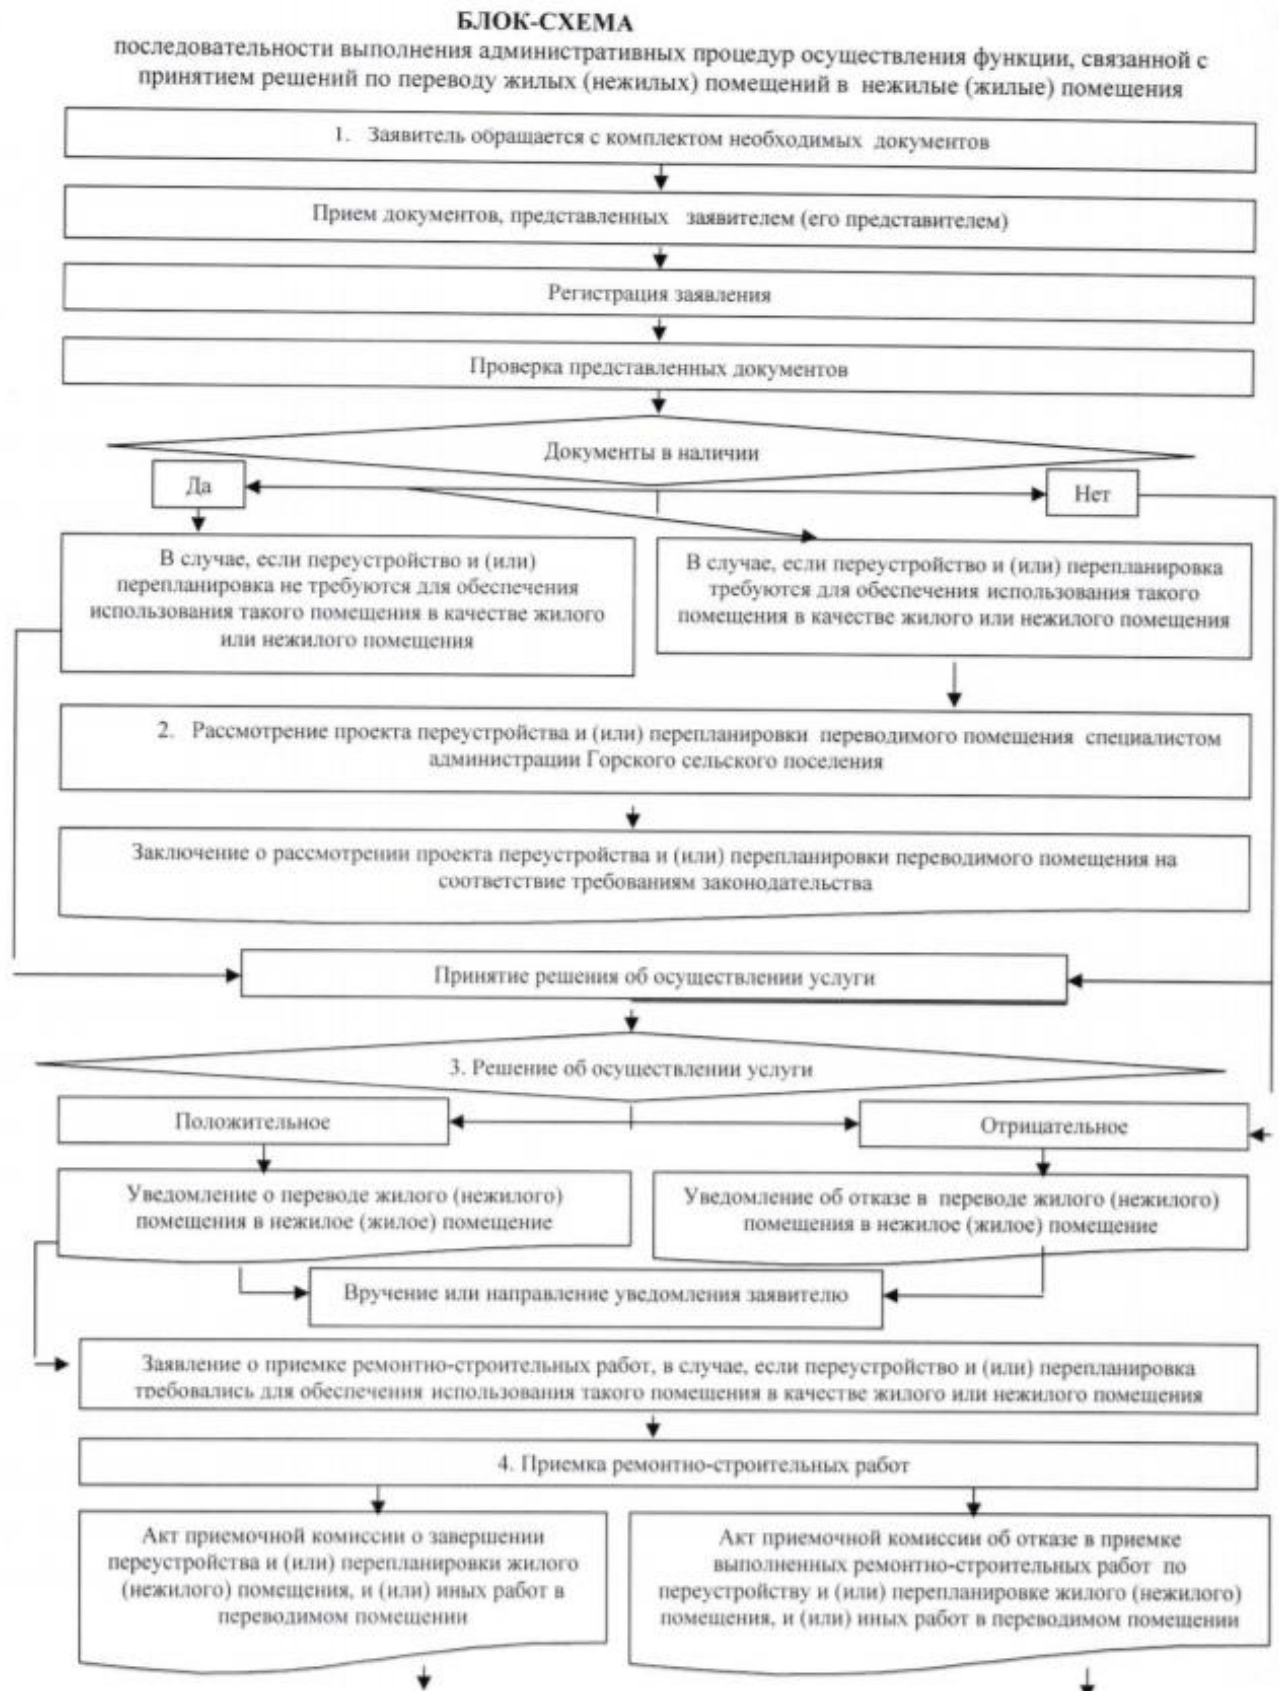 БЛОК-СХЕМА
последовательности выполнения административных процедур осуществления функции, связанной с
принятием решений по переводу жилых (нежилых) помещений в нежилые (жилые) помещения
1. Заявитель обращается с комплектом необходимых документов
Прием документов, представленных заявителем (его представителем)
Регистрация заявления
Проверка представленных документов
Документы в наличии
Да
Нет
В случае, если переустройство и (или)
перепланировка не требуются для обеспечения
использования такого помещения в качестве жилого
или нежилого помещения
В случае, если переустройство и (или) перепланировка
требуются для обеспечения использования такого
помещения в качестве жилого или нежилого помещения
2. Рассмотрение проекта переустройства и (или) перепланировки переводимого помещения специалистом
администрации Горского сельского поселения
Заключение о рассмотрении проекта переустройства и (или) перепланировки переводимого помещения на
соответствие требованиям законодательства
Принятие решения об осуществлении услуги
3. Решение об осуществлении услуги
Положительное
Отрицательное
Уведомление о переводе жилого (нежилого)
помещения в нежилое (жилое) помещение
Уведомление об отказе в переводе жилого (нежилого)
помещения в нежилое (жилое) помещение
Вручение или направление уведомления заявителю
Заявление о приемке ремонтно-строительных работ, в случае, если переустройство и (или) перепланировка
требовались для обеспечения использования такого помещения в качестве жилого или нежилого помещения
4. Приемка ремонтно-строительных работ
Акт приемочной комиссии о завершении
переустройства и (или) перепланировки жилого
(нежилого) помещения, и (или) иных работ в
переводимом помещении
Акт приемочной комиссии об отказе в приемке
выполненных ремонтно-строительных работ по
переустройству и (или) перепланировке жилого (нежилого)
помещения, и (или) иных работ в переводимом помещении